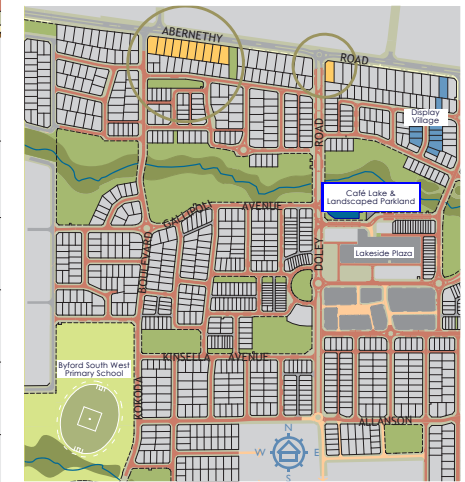 ABERNETHY
ROAD
ROAD
Display
Village
Café Lake &
Landscaped Parkland
GALLIPOLI
AVENUE
BOULEVARD
DOLEY
Lakeside Plaza
KINSELLA AVENUE
Byford South West
Primary School
KOKODA
ALLANSON
N
W
E
S